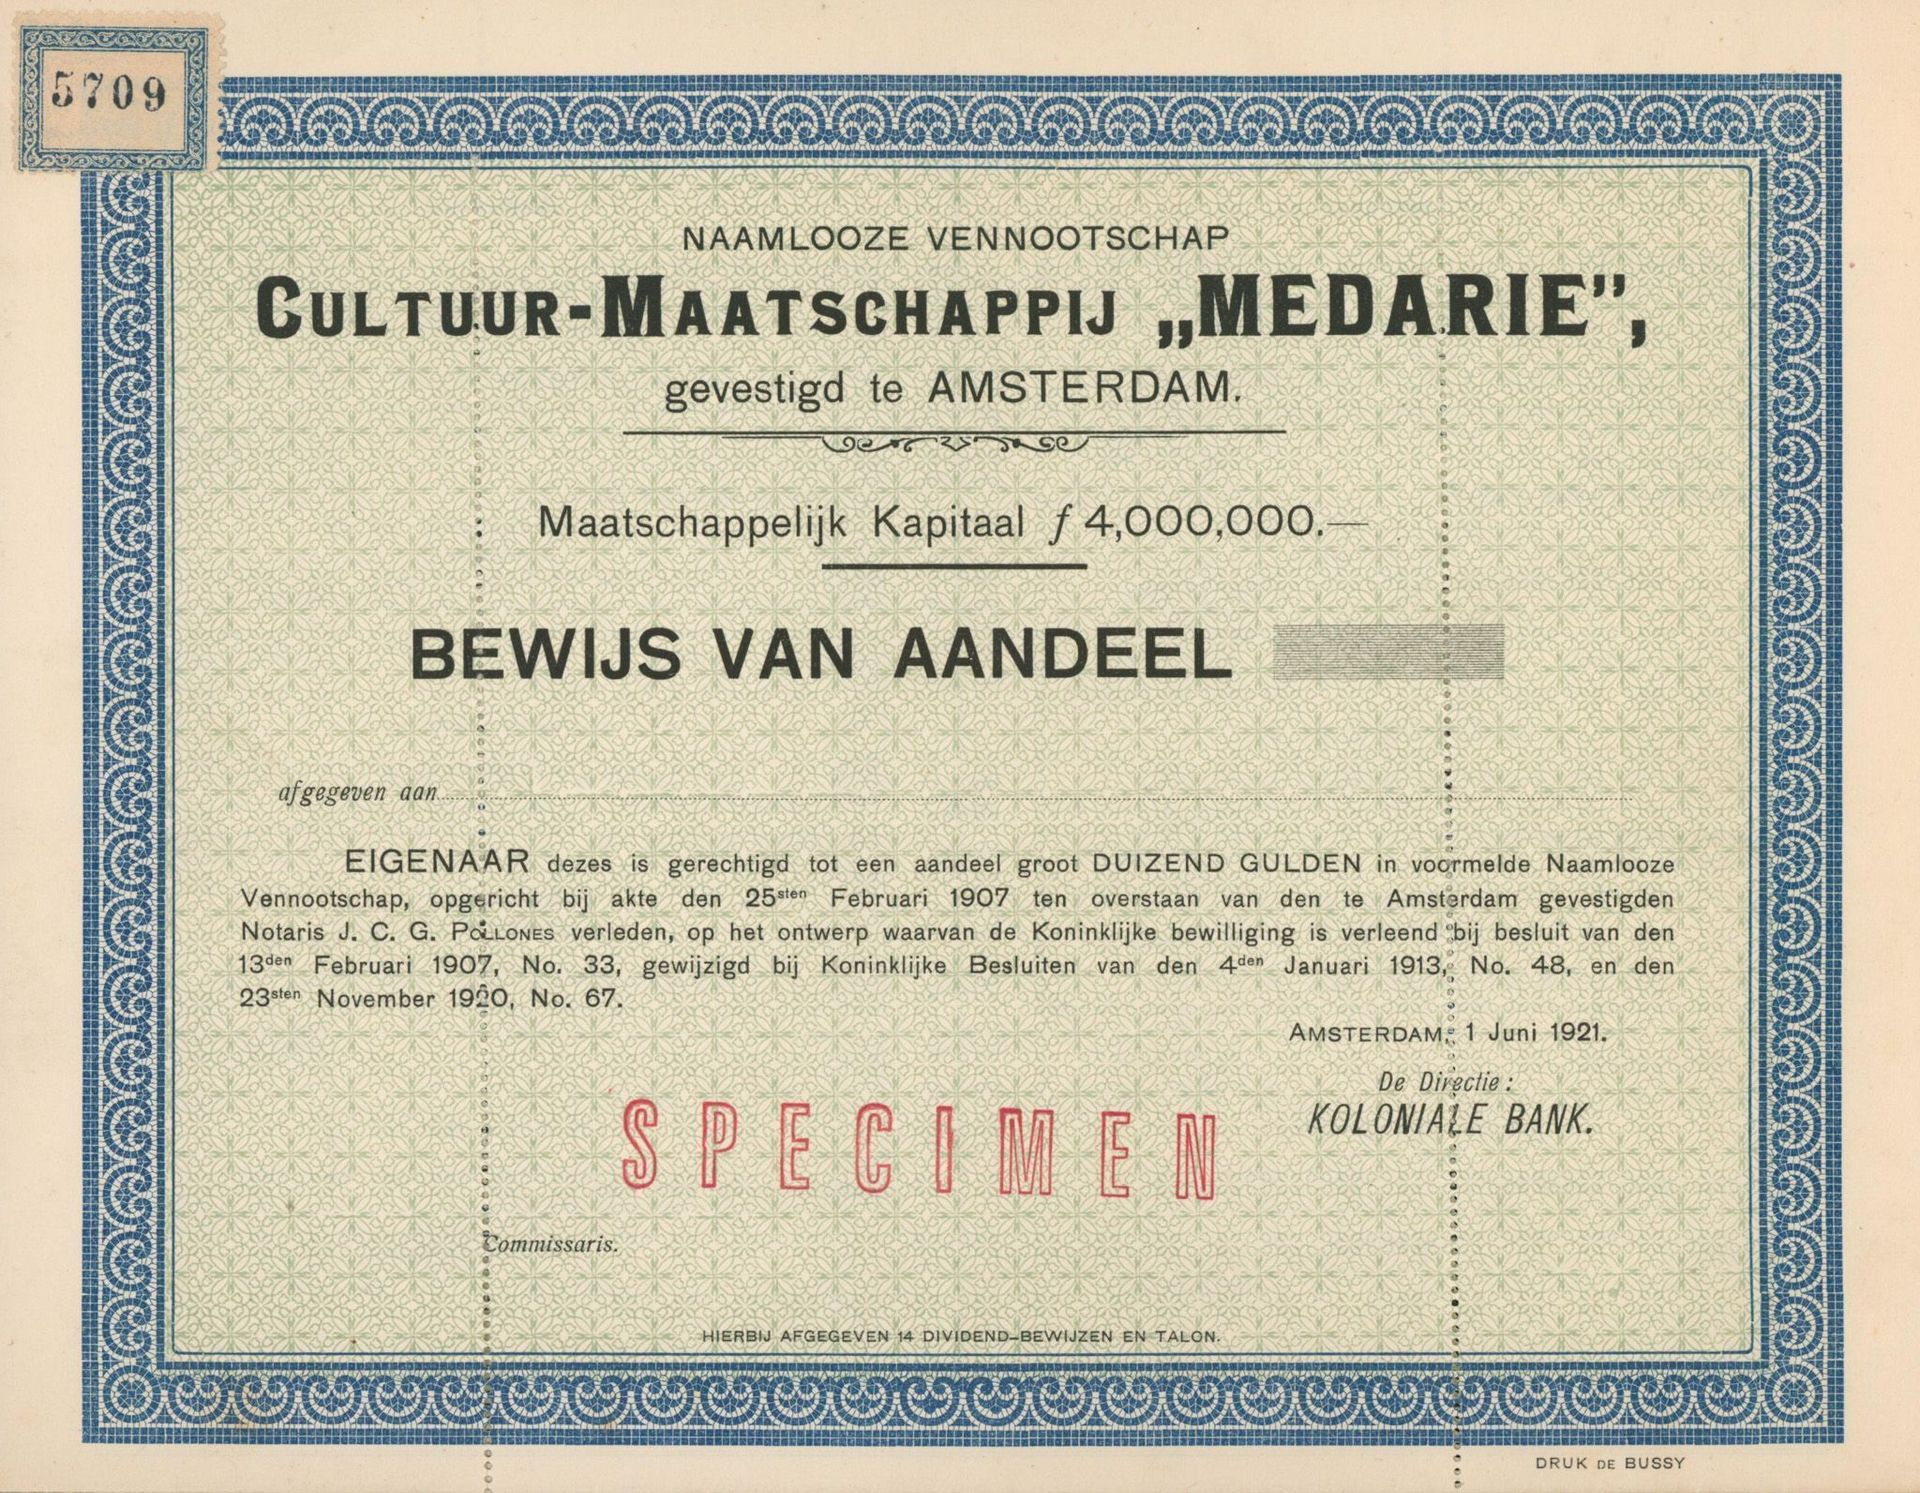 5709
NAAMLOOZE VENNOOTSCHAP
CULTUUR-MAATSCHAPPIJ „MEDARIE”,
gevestigd te AMSTERDAM.
Maatschappelijk Kapitaal ƒ 4,000,000.—
BEWIJS VAN AANDEEL
afgegeven aan
EIGENAAR dezes is gerechtigd tot een aandeel groot DUIZEND GULDEN in voormelde Naamlooze
Vennootschap, opgericht bij akte den 25sten Februari 1907 ten overstaan van den te Amsterdam gevestigden
Notaris J. C. G. POLLONES verleden, op het ontwerp waarvan de Koninklijke bewilliging is verleend bij besluit van den
13den Februari 1907, No. 33, gewijzigd bij Koninklijke Besluiten van den 4den Januari 1913, No. 48, en den
23sten November 1920, No. 67.
AMSTERDAM, 1 Juni 1921.
De Directie:
KOLONIALE BANK.
SPECIMEN
Commissaris.
HIERBIJ AFGEGEVEN 14 DIVIDEND-BEWIJZEN EN TALON.
DRUK DE BUSSY